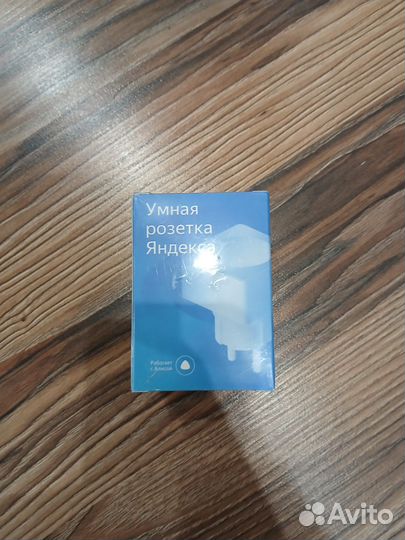 Умная
розетка
Яндекса
Работает
с Алисой
Avito